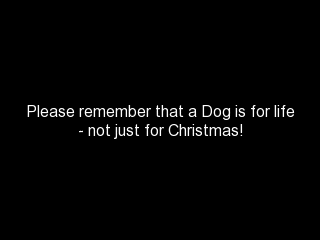 Please remember that a Dog is for life
- not just for Christmas!